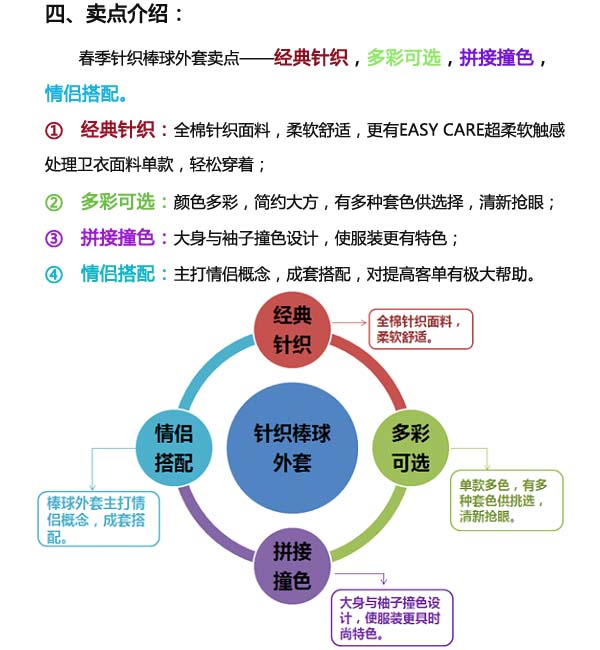 四、卖点介绍：
春季针织棒球外套卖点——经典针织，多彩可选，拼接撞色，
情侣搭配。
① 经典针织：全棉针织面料，柔软舒适，更有EASY CARE超柔软触感
处理卫衣面料单款，轻松穿着；
② 多彩可选：颜色多彩，简约大方，有多种套色供选择，清新抢眼；
③ 拼接撞色：大身与袖子撞色设计，使服装更有特色；
④ 情侣搭配：主打情侣概念，成套搭配，对提高客单有极大帮助。
经典
针织
全棉针织面料，
柔软舒适。
情侣
搭配
针织棒球
外套
多彩
可选
棒球外套主打情
侣概念，成套搭
配。
单款多色，有多
种套色供挑选，
清新抢眼。
拼接
撞色
大身与袖子撞色设
计，使服装更具时
尚特色。